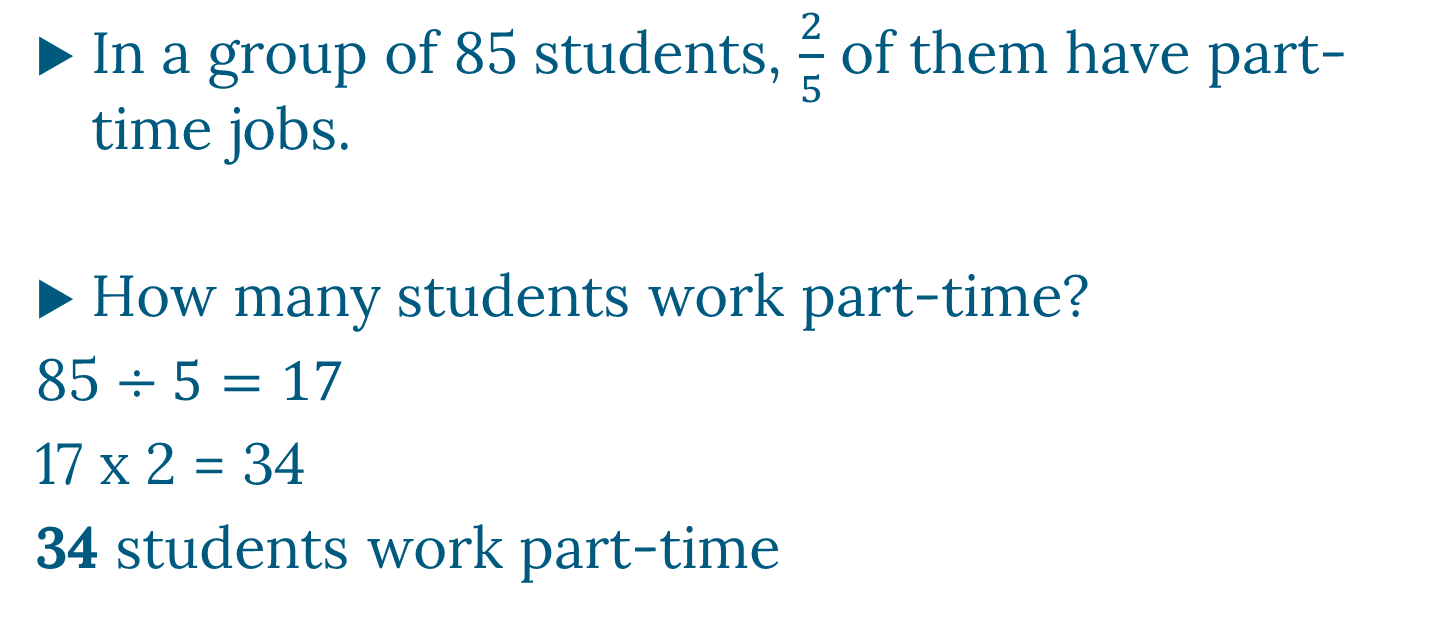 ▶ In a group of 85 students, 2/5 of them have part-
time jobs.
▶ How many students work part-time?
85 ÷ 5 = 17
17 x 2 = 34
34 students work part-time